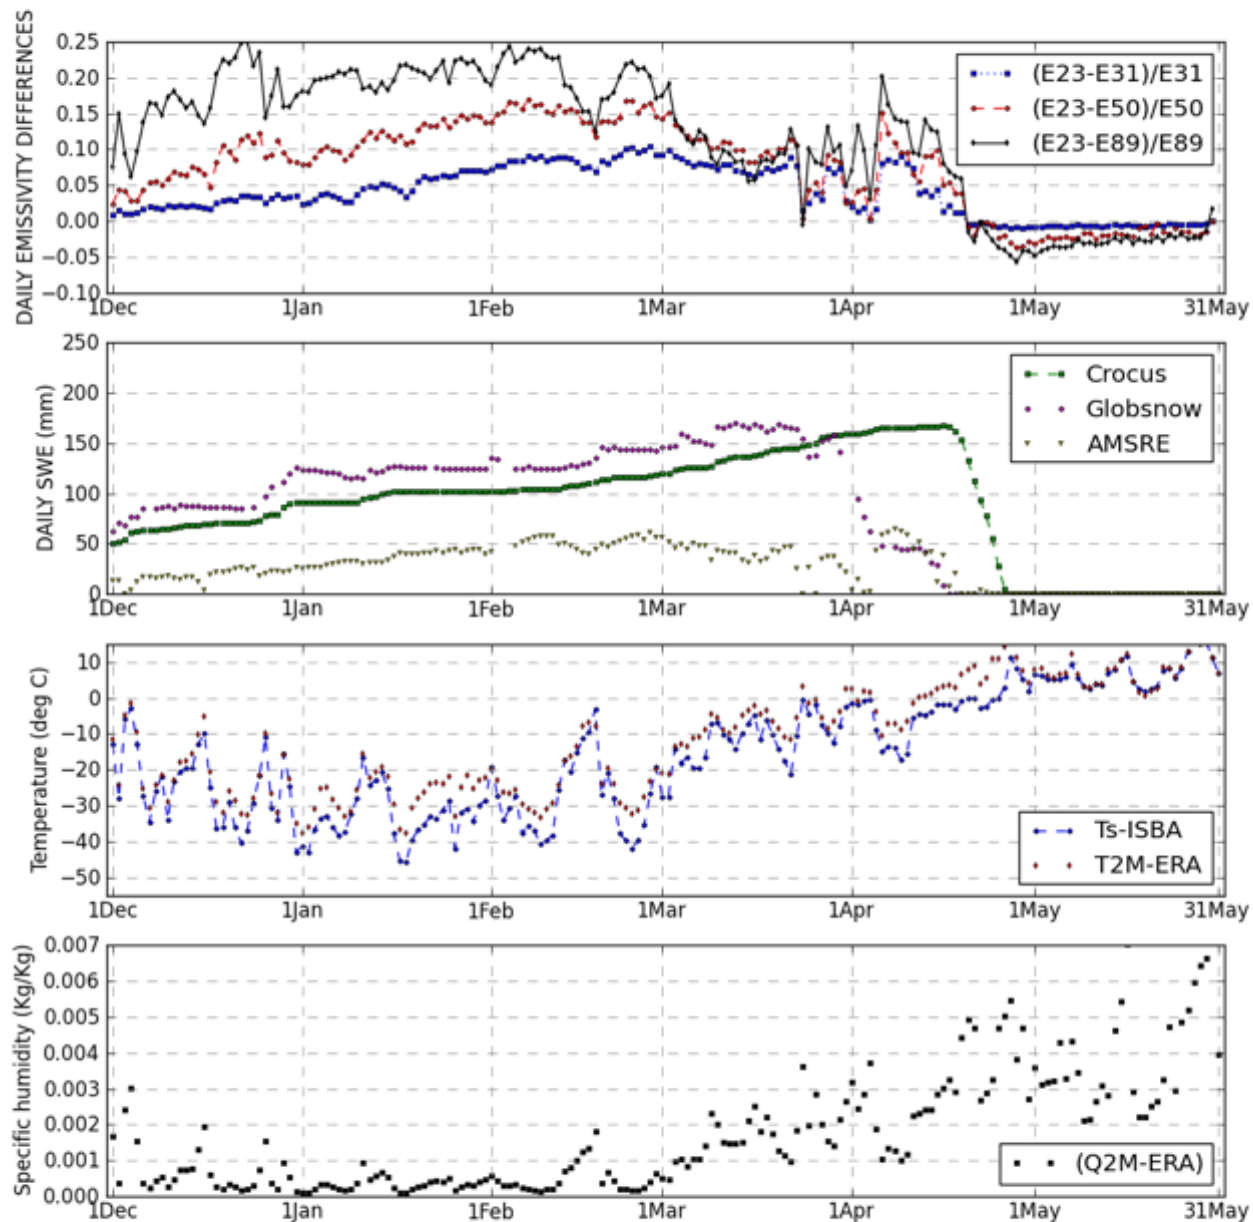 DAILY EMISSIVITY DIFFERENCES
0.25
0.20
0.15
0.10
0.05
0.00
−0.05
−0.10
(E23-E31)/E31
(E23-E50)/E50
(E23-E89)/E89
1Dec 1Jan 1Feb 1Mar 1Apr 1May 31May
DAILY SWE (mm)
250
200
150
100
50
0
Crocus
Globsnow
AMSRE
1Dec 1Jan 1Feb 1Mar 1Apr 1May 31May
Temperature (deg C)
10
0
−10
−20
−30
−40
−50
Ts-ISBA
T2M-ERA
1Dec 1Jan 1Feb 1Mar 1Apr 1May 31May
Specific humidity (Kg/Kg)
0.007
0.006
0.005
0.004
0.003
0.002
0.001
0.000
(Q2M-ERA)
1Dec 1Jan 1Feb 1Mar 1Apr 1May 31May